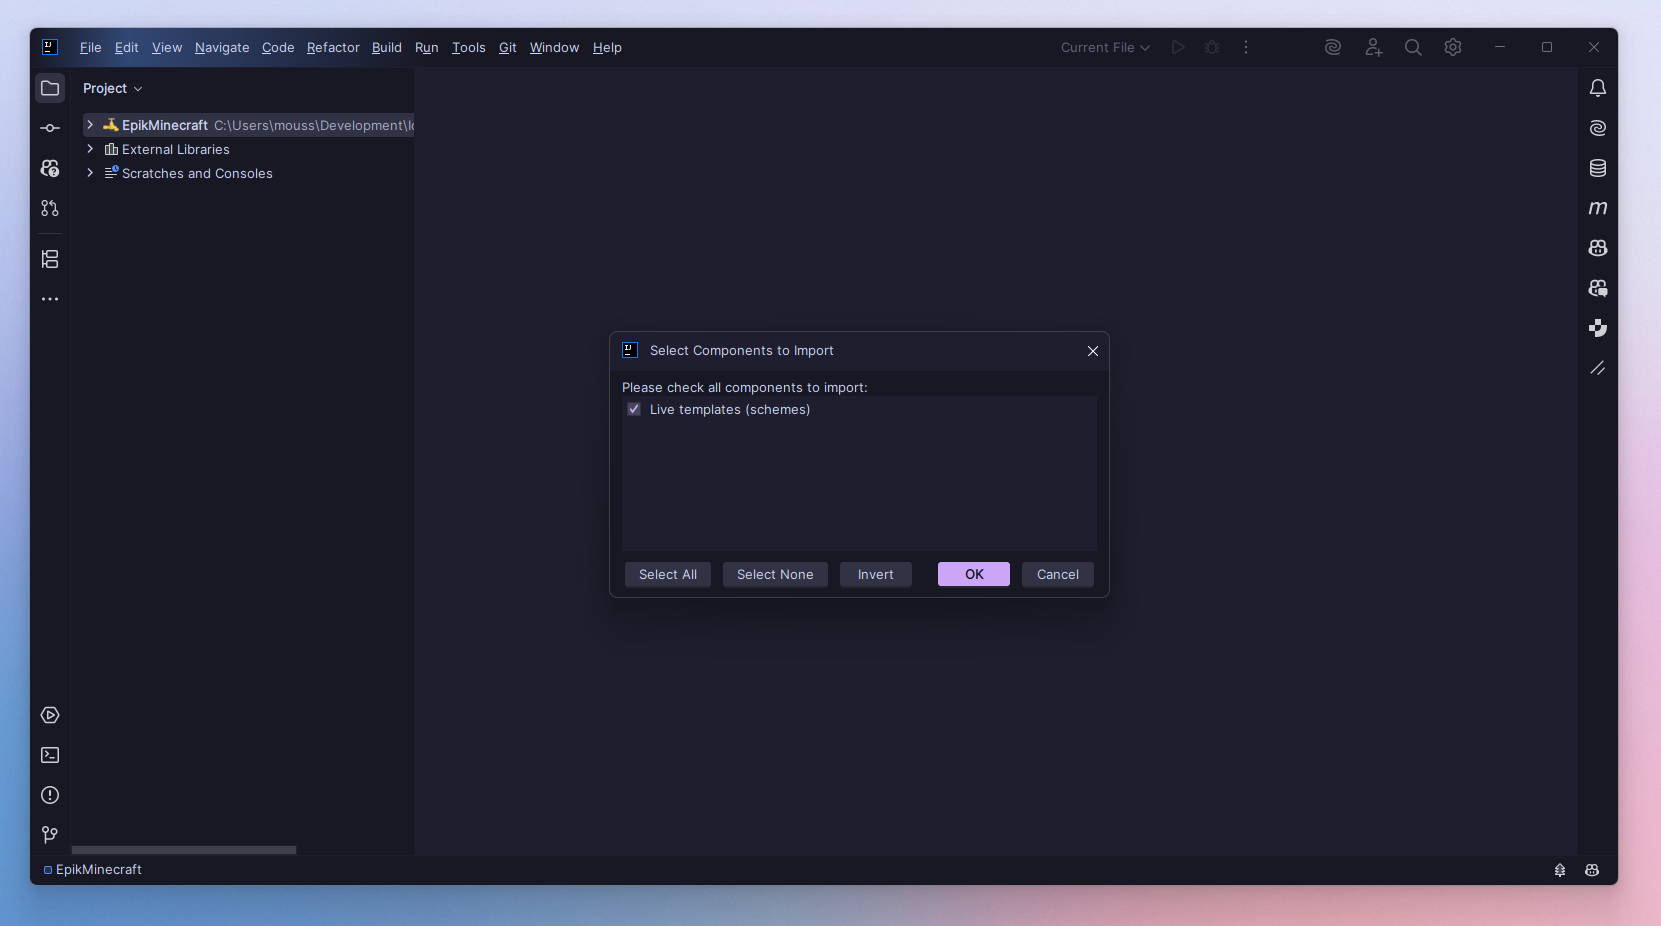 File Edit View Navigate Code Refactor Build Run Tools Git Window Help Current File
Project
EpikMinecraft C:\Users\mouss\Development\
External Libraries
Scratches and Consoles
Select Components to Import
Please check all components to import:
Live templates (schemes)
Select All Select None Invert OK Cancel
EpikMinecraft